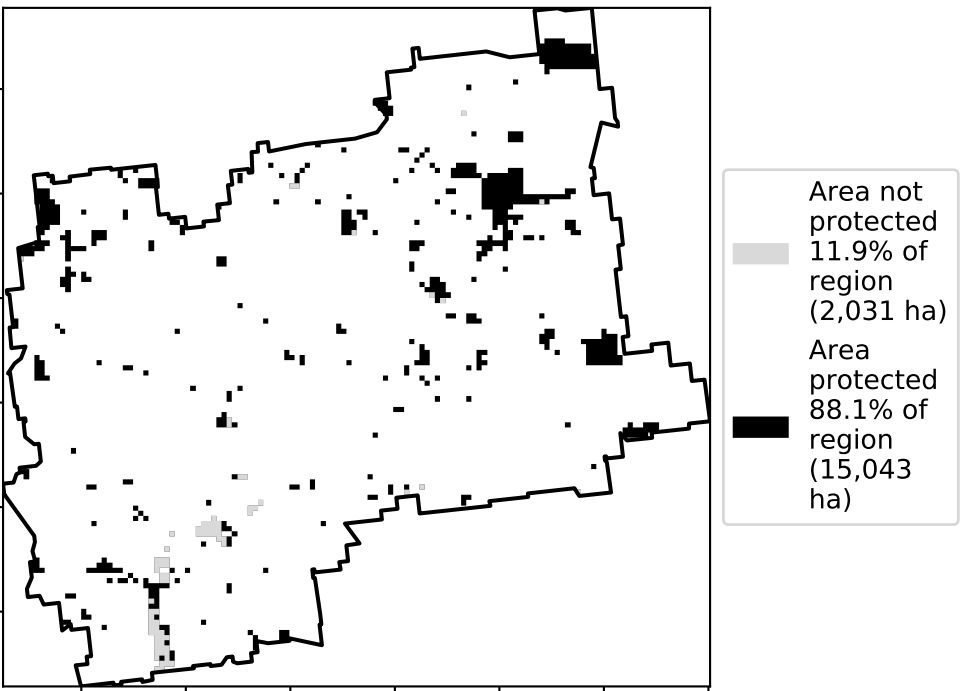 Area not
protected
11.9% of
region
(2,031 ha)
Area
protected
88.1% of
region
(15,043
ha)